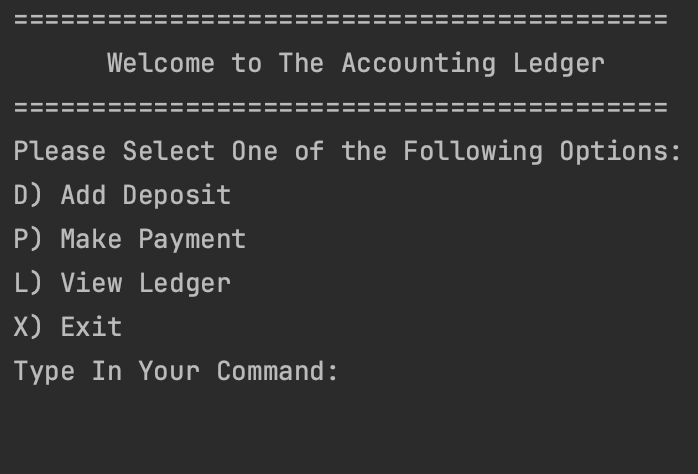 ==========================================
Welcome to The Accounting Ledger
==========================================
Please Select One of the Following Options:
D) Add Deposit
P) Make Payment
L) View Ledger
X) Exit
Type In Your Command: